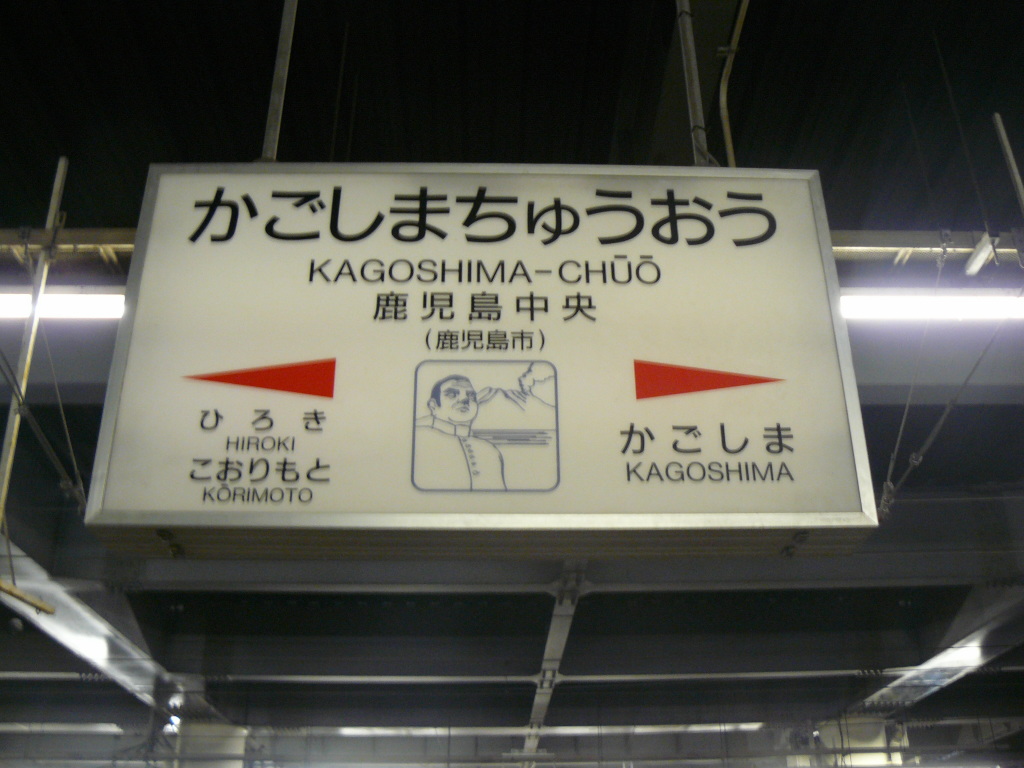 かごしまちゅうおう
KAGOSHIMA-CHŪŌ
鹿児島中央
(鹿児島市)
ひろき
HIROKI
こおりもと
KŌRIMOTO
かごしま
KAGOSHIMA